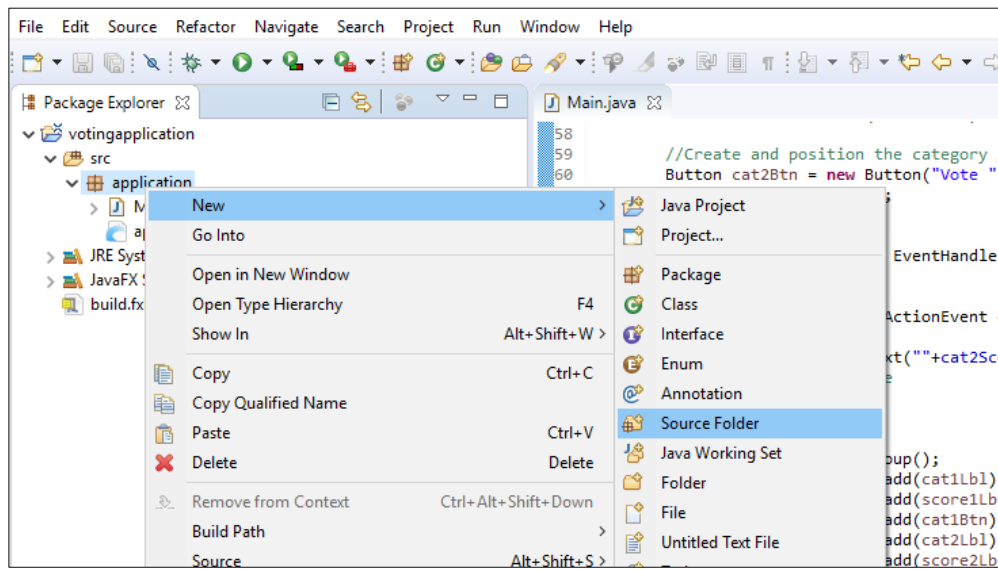 File Edit Source Refactor Navigate Search Project Run Window Help
Package Explorer
votingapplication
src
application
M
ap
JRE Syst
JavaFX S
build.fx
New
Go Into
Open in New Window
Open Type Hierarchy F4
Show In Alt+Shift+W >
Copy Ctrl+C
Copy Qualified Name
Paste Ctrl+V
Delete Delete
Remove from Context Ctrl+Alt+Shift+Down
Build Path
Source Alt+Shift+S >
Java Project
Project...
Package
Class
Interface
Enum
Annotation
Source Folder
Java Working Set
Folder
File
Untitled Text File
Main.java
58
59 //Create and position the category
60 Button cat2Btn = new Button("Vote "
;
EventHandle
ActionEvent
xt(""+cat2Sc
oup();
add(cat1Lbl)
add(score1Lb
add(cat1Btn)
add(cat2Lbl)
add(score2Lb